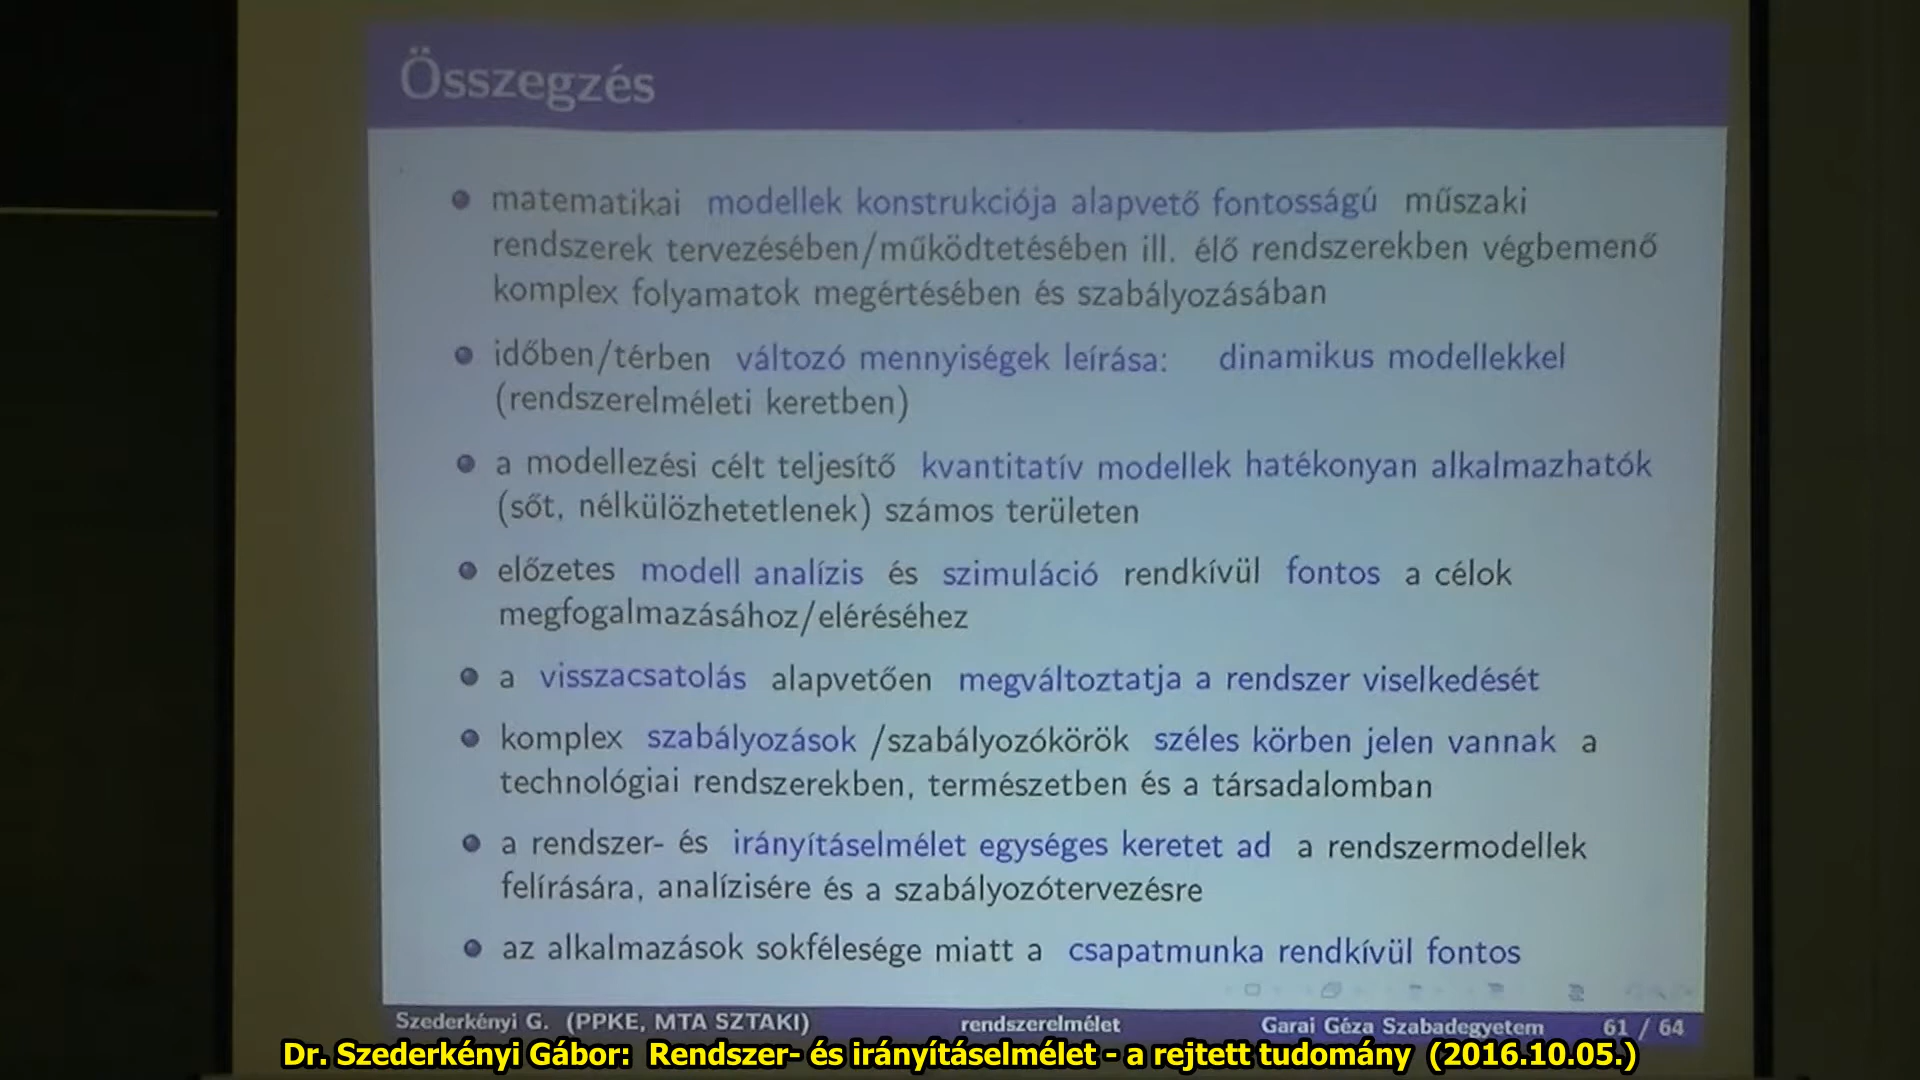 Összegzés
matematikai modellek konstrukciója alapvető fontosságú műszaki
rendszerek tervezésében/működtetésében ill. élő rendszerekben végbemenő
komplex folyamatok megértésében és szabályozásában
időben/térben változó mennyiségek leírása: dinamikus modellekkel
(rendszerelméleti keretben)
a modellezési célt teljesítő kvantitatív modellek hatékonyan alkalmazhatók
(sőt, nélkülözhetetlenek) számos területen
előzetes modell analízis és szimuláció rendkívül fontos a célok
megfogalmazásához/eléréséhez
a visszacsatolás alapvetően megváltoztatja a rendszer viselkedését
komplex szabályozások /szabályozókörök széles körben jelen vannak a
technológiai rendszerekben, természetben és a társadalomban
a rendszer- és irányításelmélet egységes keretet ad a rendszermodellek
felírására, analízisére és a szabályozótervezésre
az alkalmazások sokfélesége miatt a csapatmunka rendkívül fontos
Szederkényi G. (PPKE, MTA SZTAKI) rendszerelmélet Garai Géza Szabadegyetem 61 / 64
Dr. Szederkényi Gábor: Rendszer- és irányításelmélet - a rejtett tudomány (2016.10.05.)